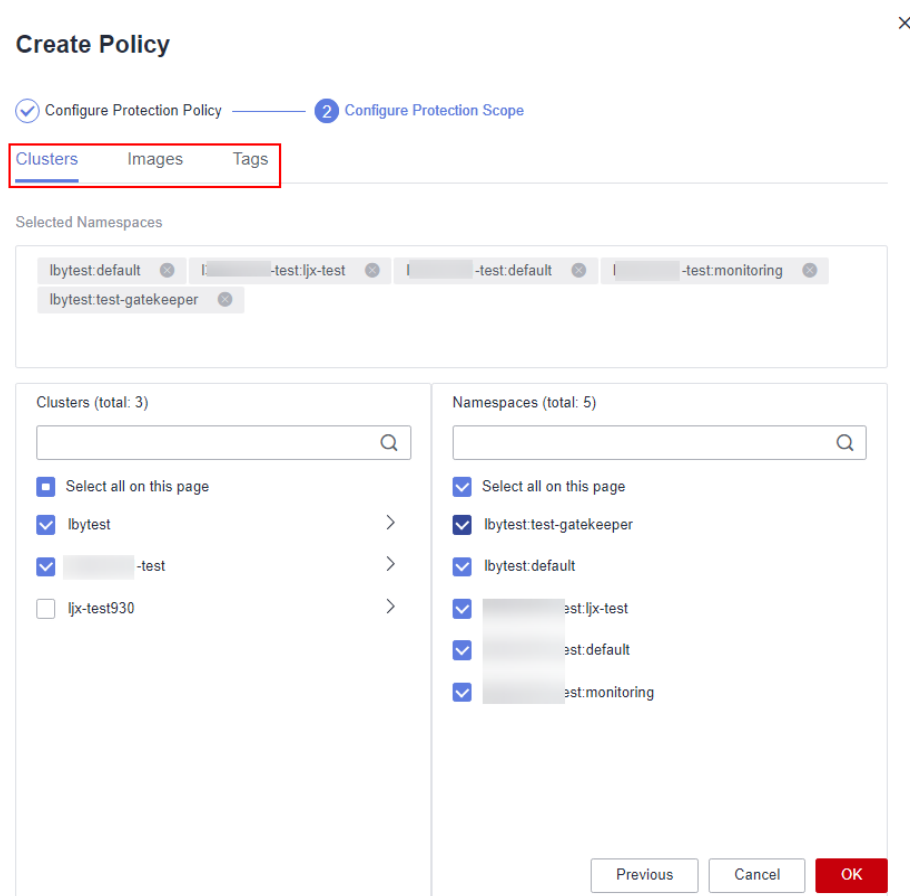 Create Policy
Configure Protection Policy
2 Configure Protection Scope
Clusters Images Tags
Selected Namespaces
lbytest:default -test:ljx-test -test:default -test:monitoring
lbytest:test-gatekeeper
Clusters (total: 3)
Select all on this page
lbytest
-test
ljx-test930
Namespaces (total: 5)
Select all on this page
lbytest:test-gatekeeper
lbytest:default
est:ljx-test
est:default
est:monitoring
Previous Cancel OK